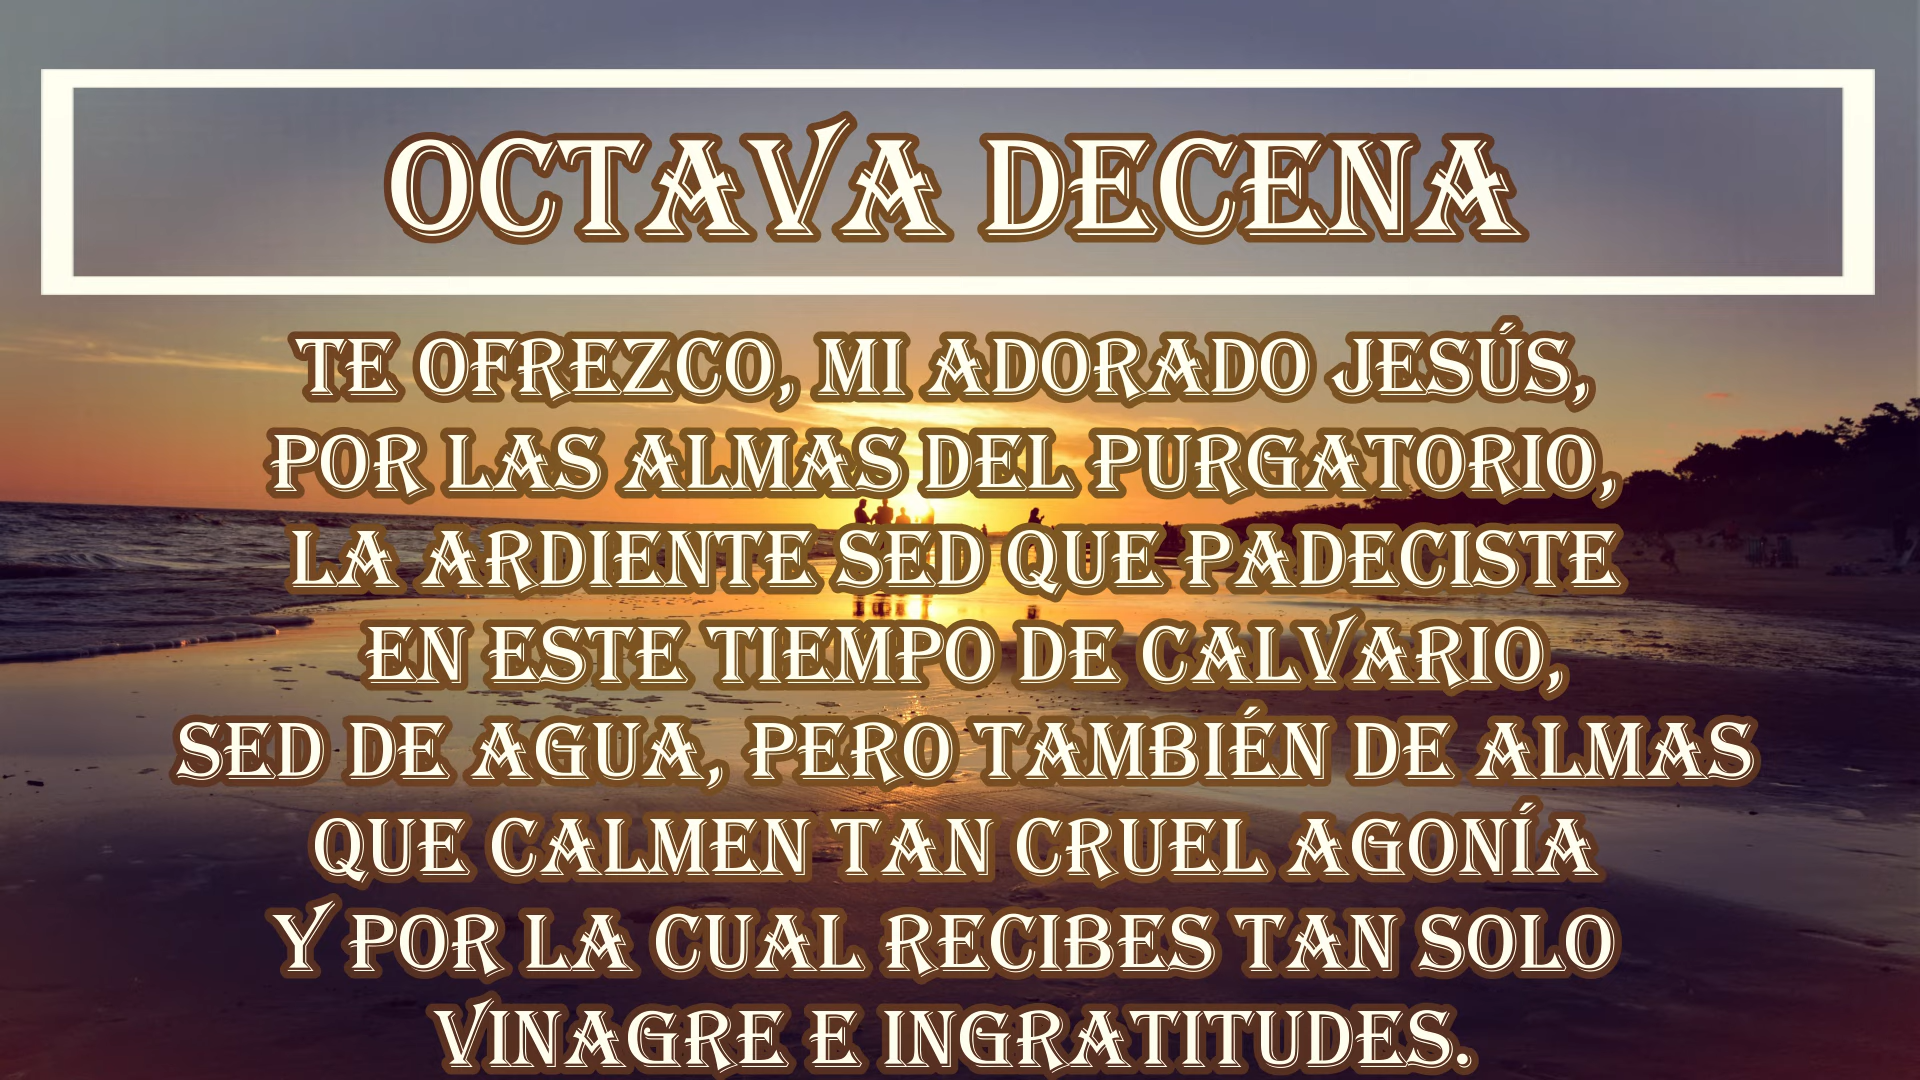 OCTAVA DECENA
TE OFREZCO, MI ADORADO JESÚS,
POR LAS ALMAS DEL PURGATORIO,
LA ARDIENTE SED QUE PADECISTE
EN ESTE TIEMPO DE CALVARIO,
SED DE AGUA, PERO TAMBIÉN DE ALMAS
QUE CALMEN TAN CRUEL AGONÍA
Y POR LA CUAL RECIBES TAN SOLO
VINAGRE E INGRATITUDES.